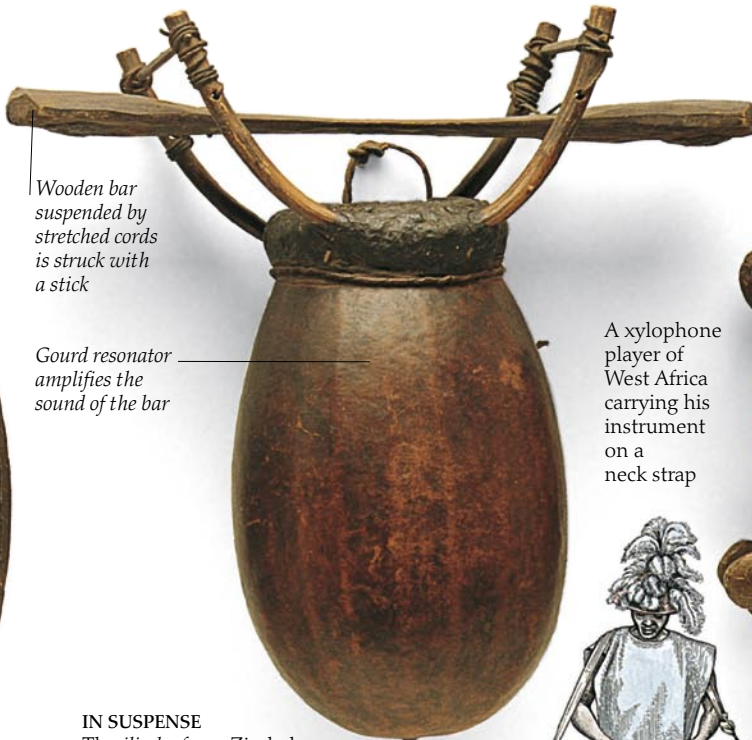 Wooden bar
suspended by
stretched cords
is struck with
a stick
Gourd resonator
amplifies the
sound of the bar
A xylophone
player of
West Africa
carrying his
instrument
on a
neck strap
IN SUSPENSE